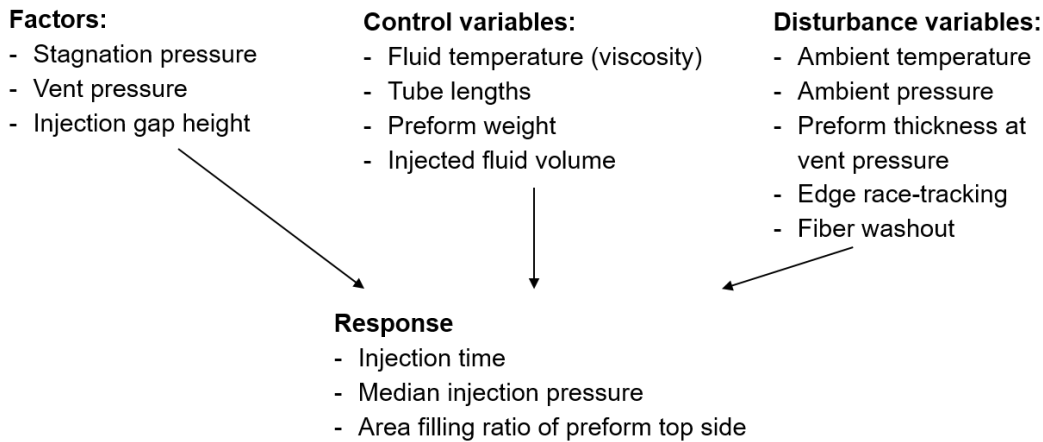 Factors:
- Stagnation pressure
- Vent pressure
- Injection gap height
Control variables:
- Fluid temperature (viscosity)
- Tube lengths
- Preform weight
- Injected fluid volume
Disturbance variables:
- Ambient temperature
- Ambient pressure
- Preform thickness at
vent pressure
- Edge race-tracking
- Fiber washout
Response
- Injection time
- Median injection pressure
- Area filling ratio of preform top side